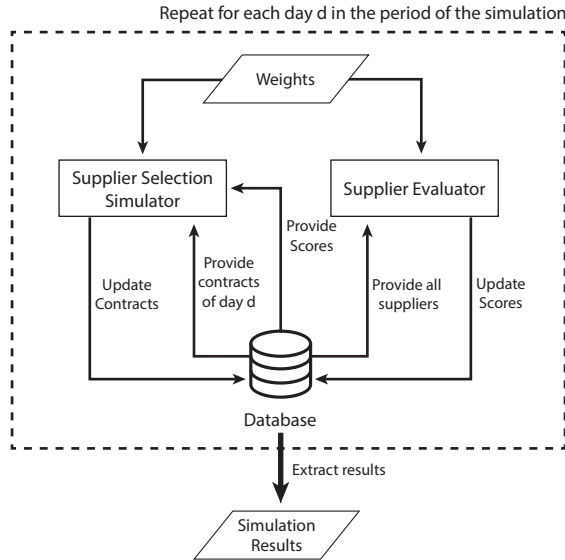 Repeat for each day d in the period of the simulation
Weights
Supplier Selection
Simulator
Supplier Evaluator
Provide
Scores
Update
Contracts
Provide
contracts
of day d
Provide all
suppliers
Update
Scores
Database
Extract results
Simulation
Results